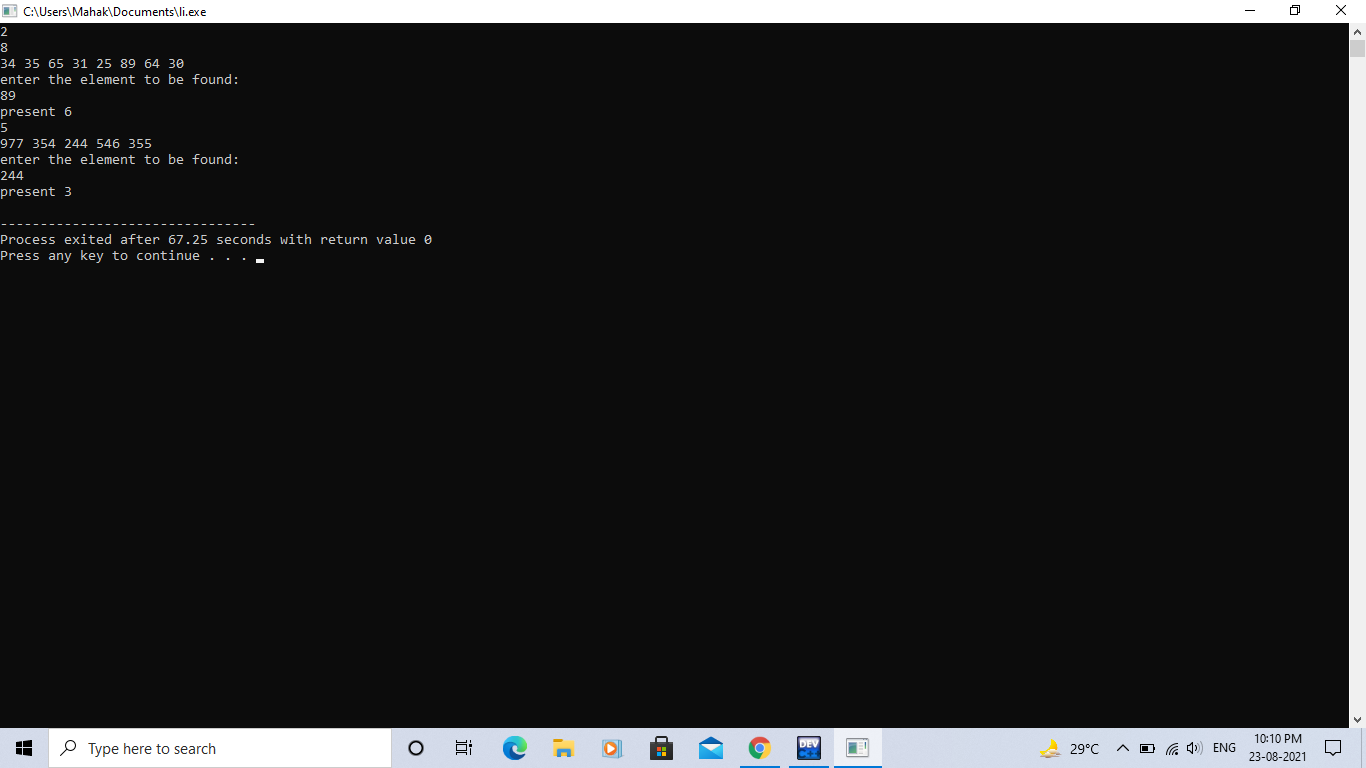 C:\Users\Mahak\Documents\li.exe
2
8
34 35 65 31 25 89 64 30
enter the element to be found:
89
present 6
5
977 354 244 546 355
enter the element to be found:
244
present 3
--------------------------------
Process exited after 67.25 seconds with return value 0
Press any key to continue . . .
Type here to search
DEV C++
29°C
ENG
10:10 PM
23-08-2021